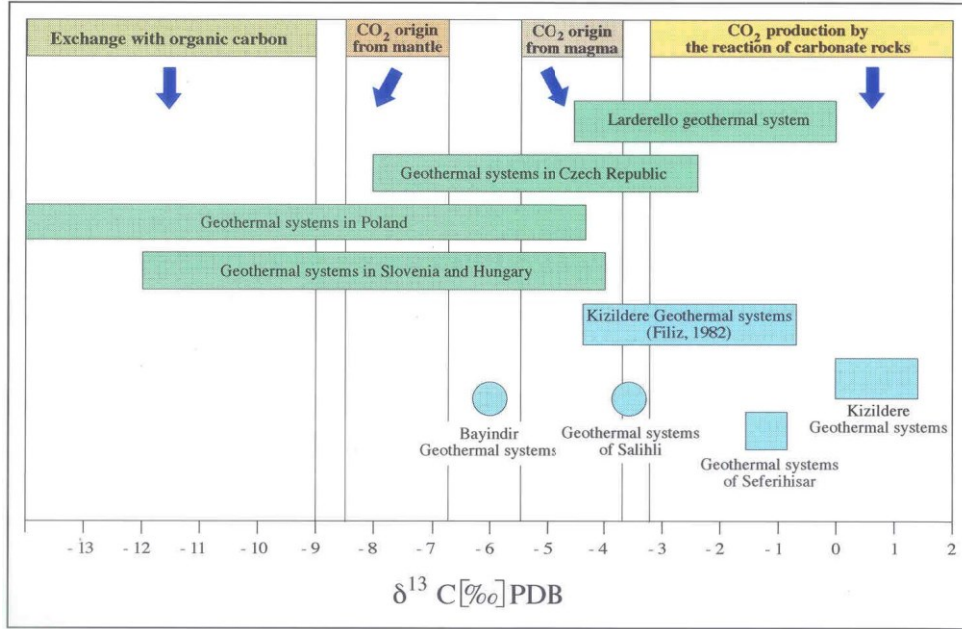 Exchange with organic carbon
CO₂ origin
from mantle
CO₂ origin
from magma
CO₂ production by
the reaction of carbonate rocks
Larderello geothermal system
Geothermal systems in Czech Republic
Geothermal systems in Poland
Geothermal systems in Slovenia and Hungary
Kizildere Geothermal systems
(Filiz, 1982)
Bayindir
Geothermal systems
Geothermal systems
of Salihli
Kizildere
Geothermal systems
Geothermal systems
of Seferihisar
- 13 - 12 - 11 - 10 - 9 - 8 - 7 - 6 - 5 - 4 - 3 - 2 - 1 0 1 2
δ¹³ C[‰] PDB